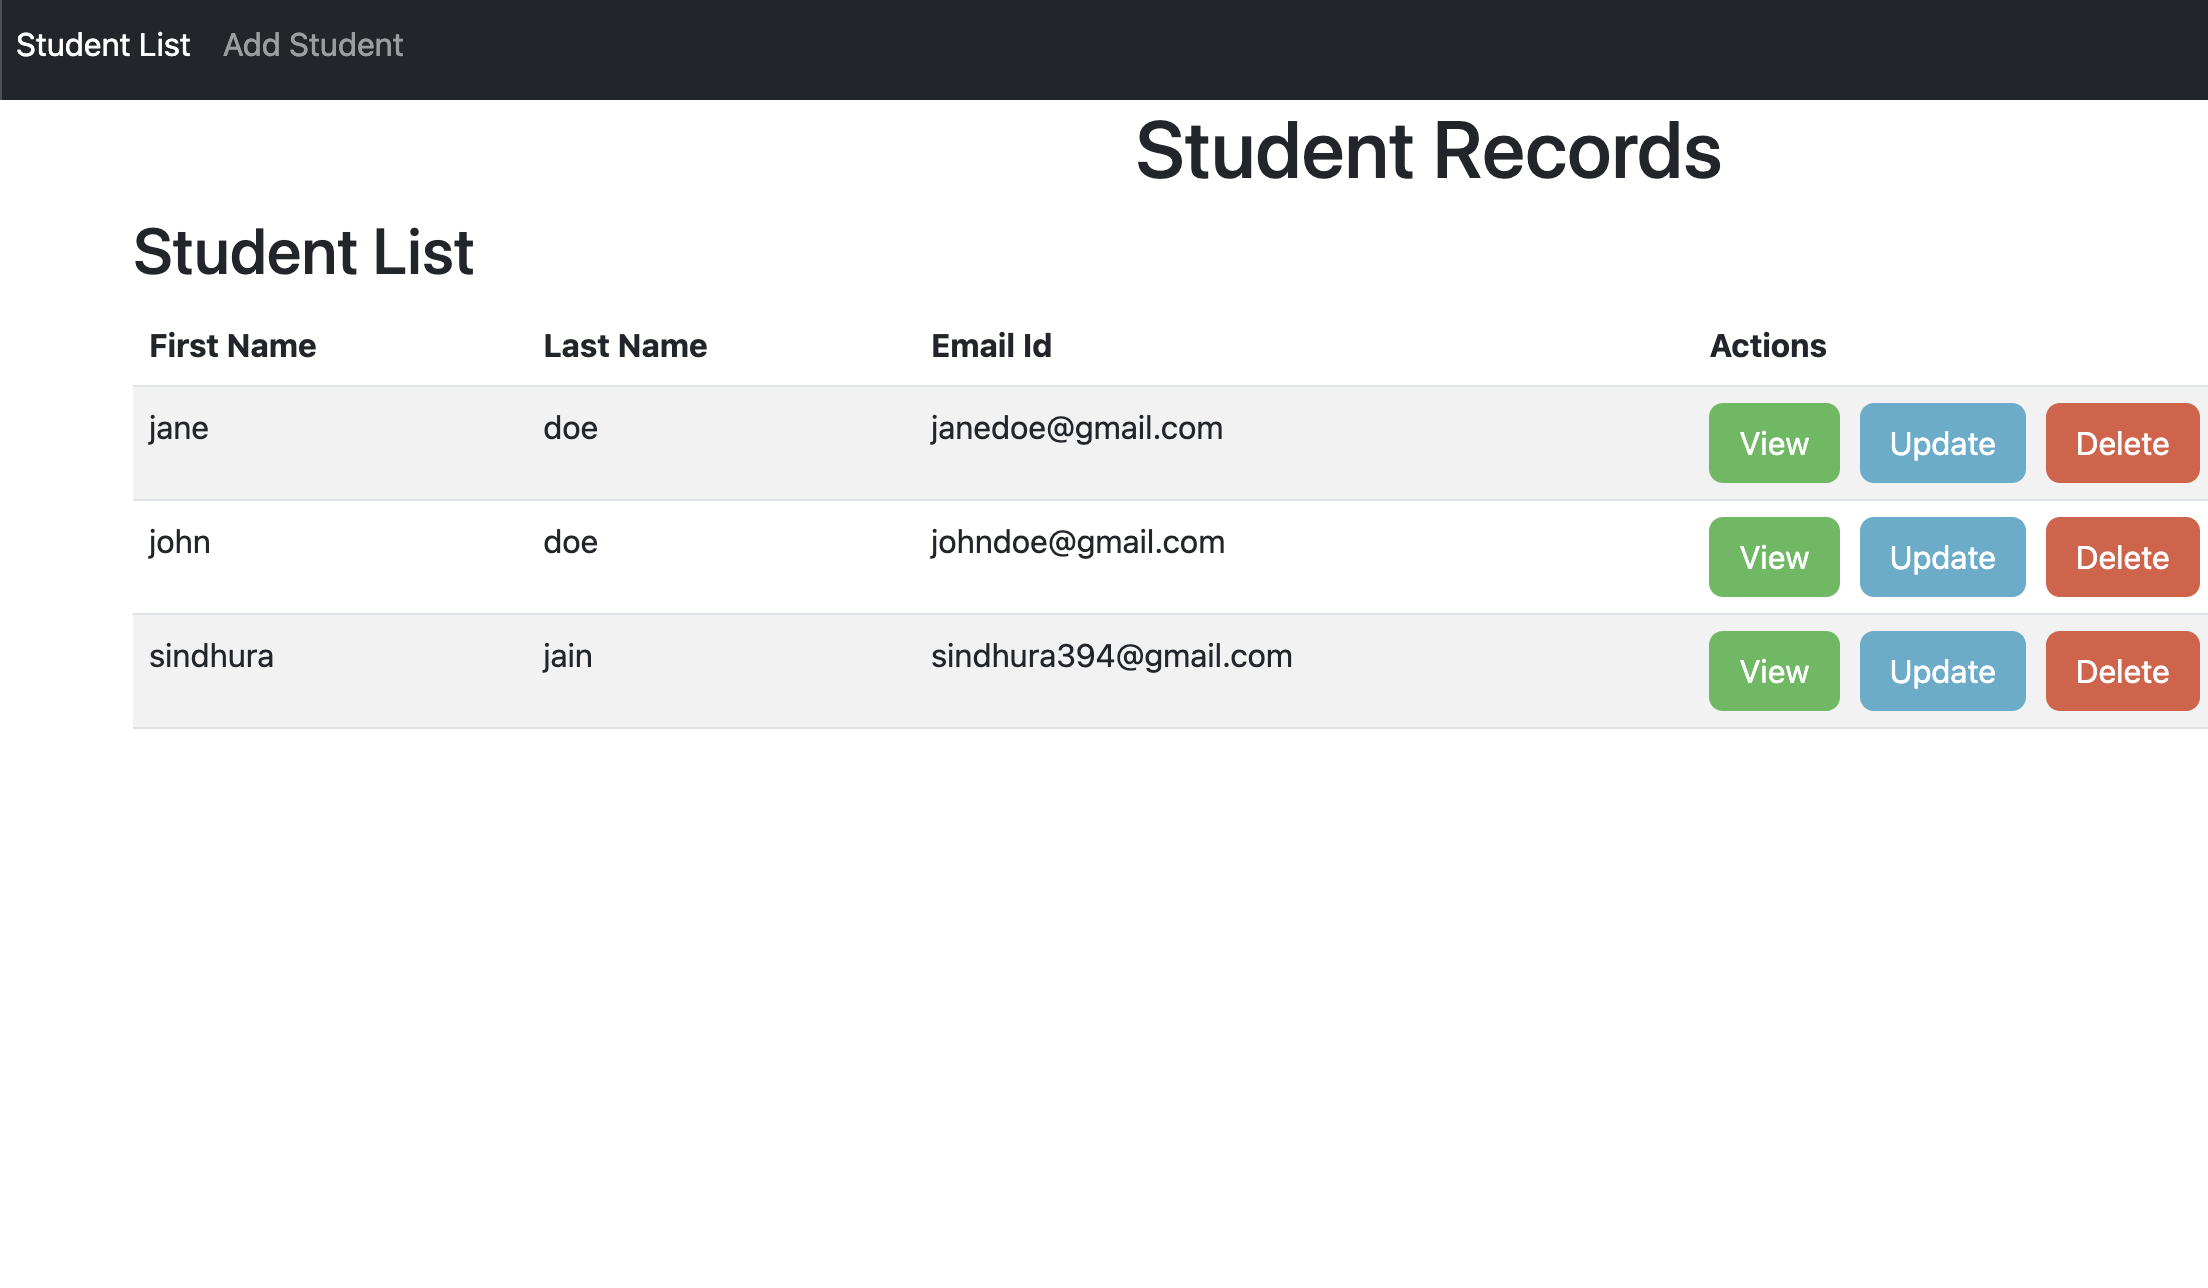 Student List Add Student
Student Records
Student List
First Name Last Name Email Id Actions
jane doe janedoe@gmail.com View Update Delete
john doe johndoe@gmail.com View Update Delete
sindhura jain sindhura394@gmail.com View Update Delete